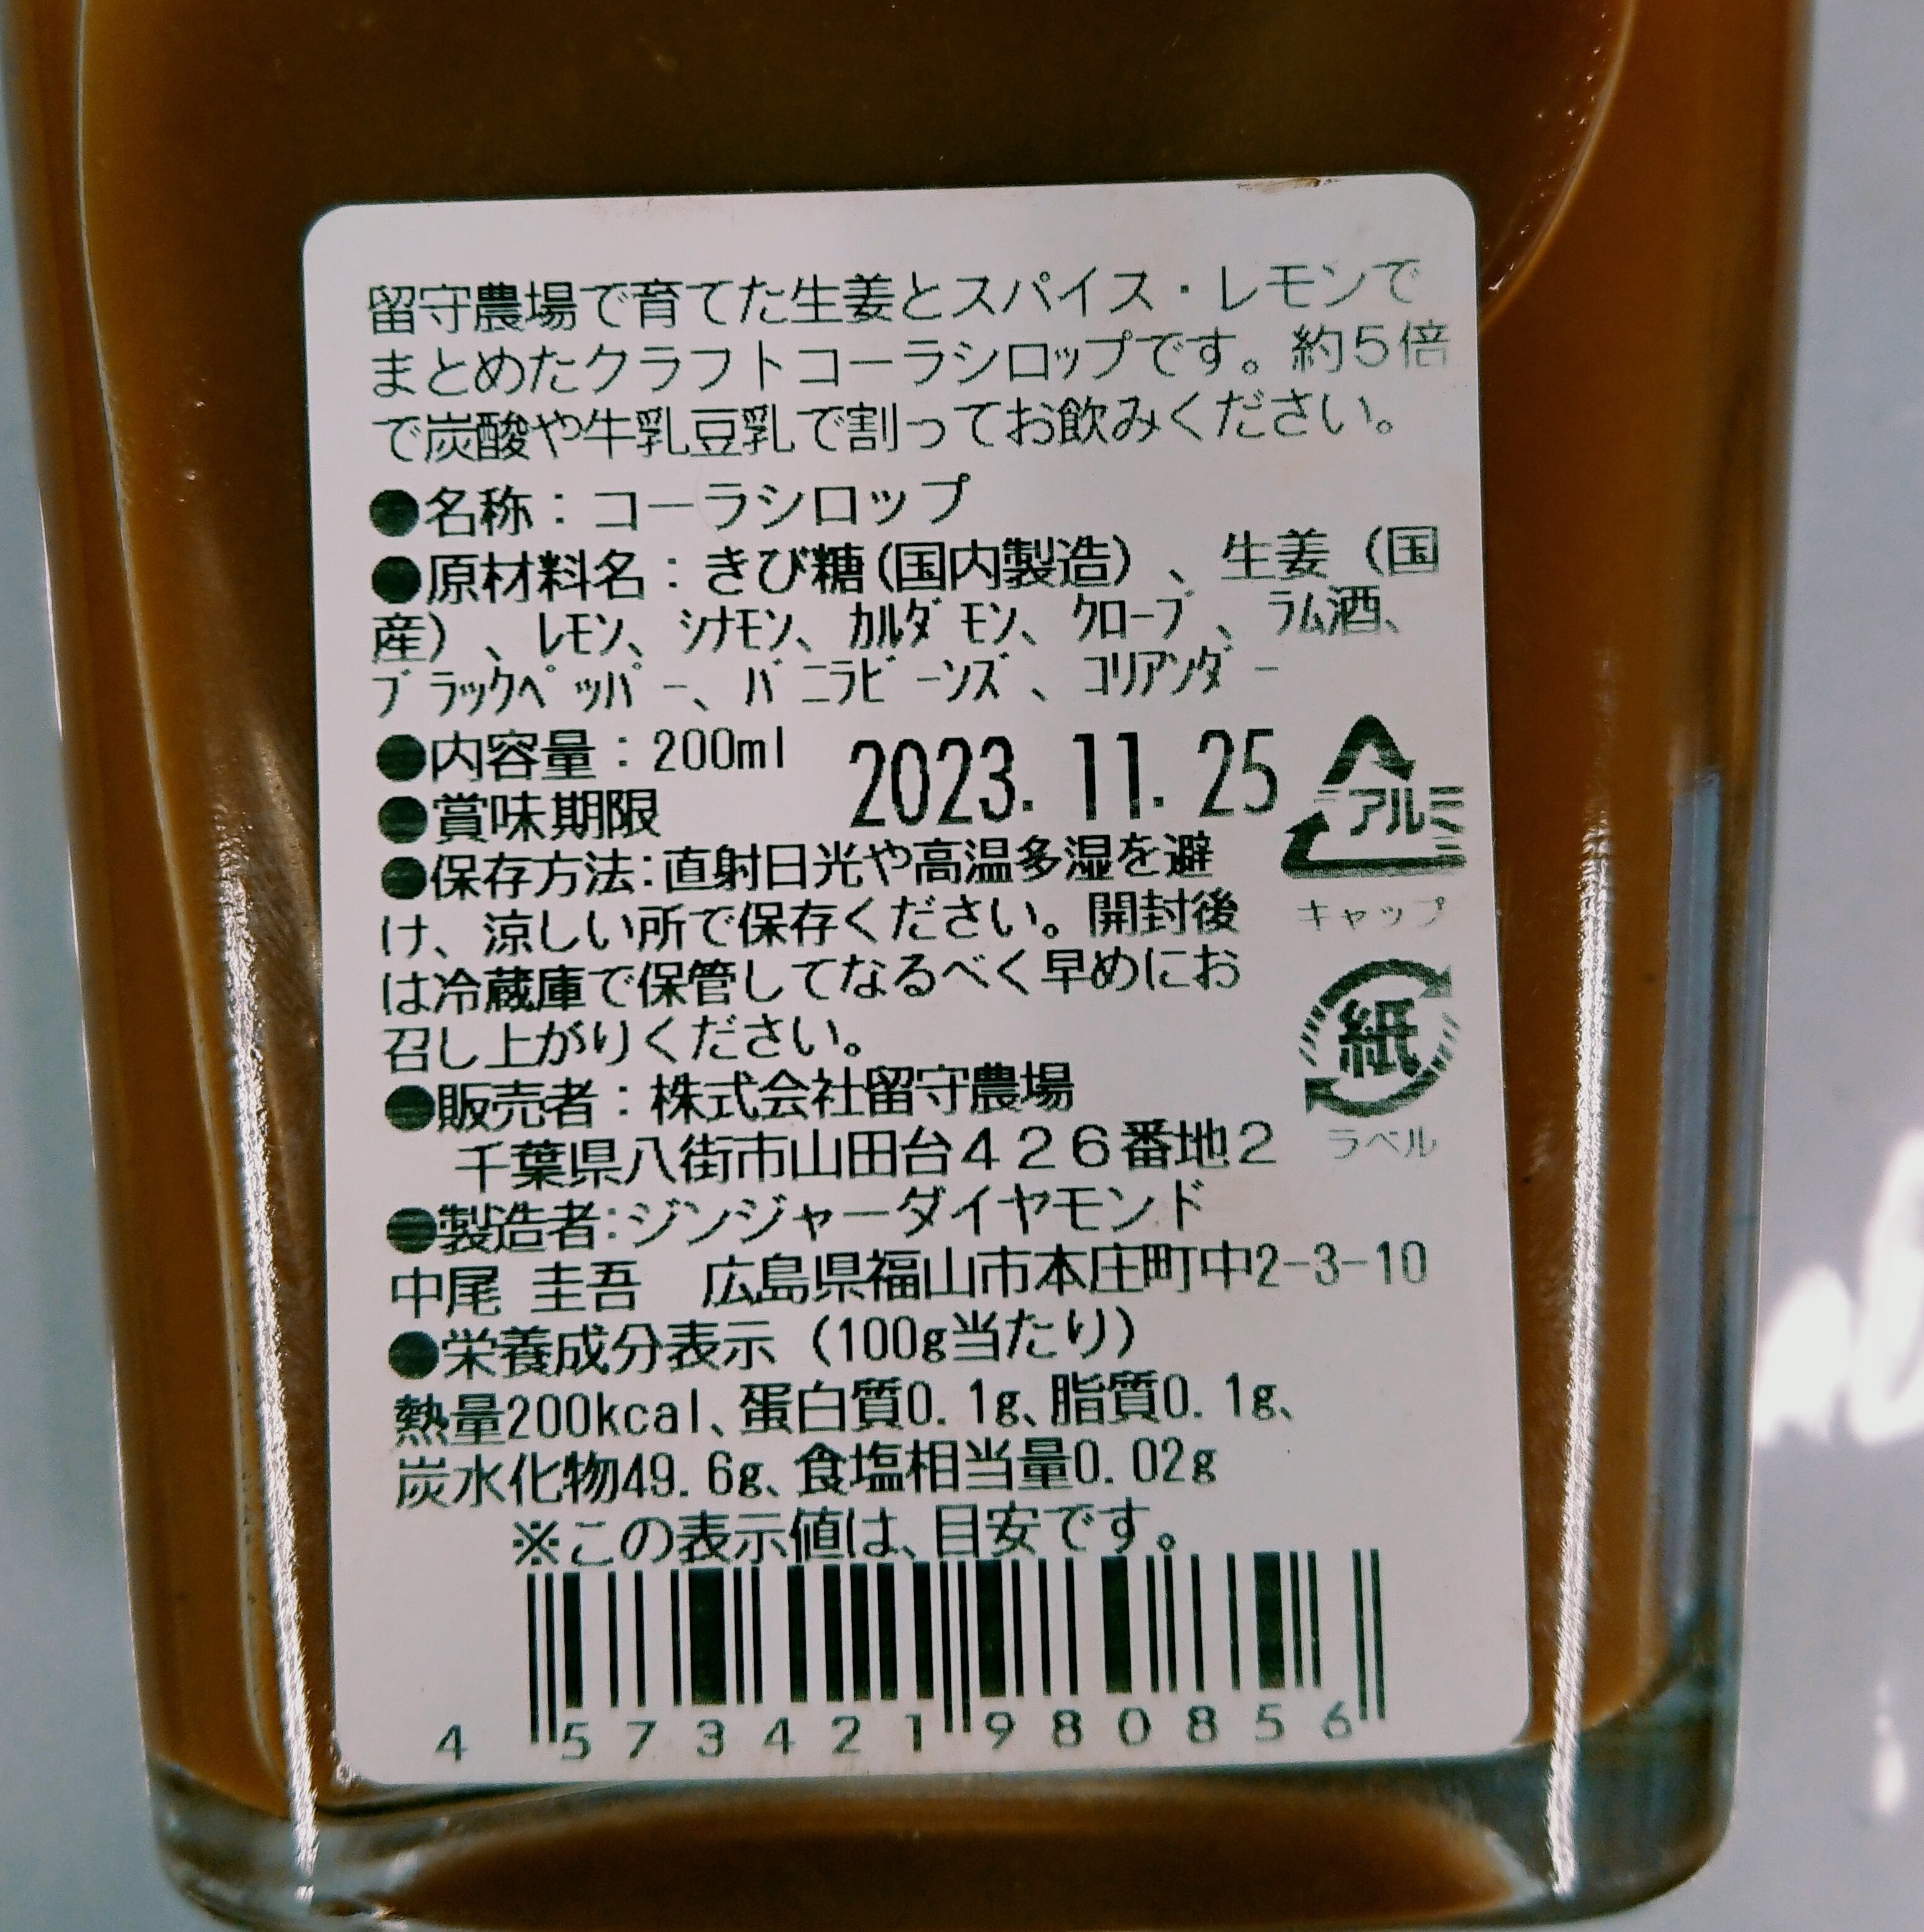 留守農場で育てた生姜とスパイス・レモンで
まとめたクラフトコーラシロップです。約５倍
で炭酸や牛乳豆乳で割ってお飲みください。
●名称：コーラシロップ
●原材料名：きび糖(国内製造)、生姜（国
産）、ﾚﾓﾝ、ｼﾅﾓﾝ、ｶﾙﾀﾞﾓﾝ、ｸﾛｰﾌﾞ、ﾗﾑ酒、
ﾌﾞﾗｯｸﾍﾟｯﾊﾟｰ、ﾊﾞﾆﾗﾋﾞｰﾝｽﾞ、ｺﾘｱﾝﾀﾞｰ
●内容量：200ml
●賞味期限 2023. 11. 25
アルミ
キャップ
●保存方法:直射日光や高温多湿を避
け、涼しい所で保存ください。開封後
は冷蔵庫で保管してなるべく早めにお
召し上がりください。
紙
ラベル
●販売者：株式会社留守農場
千葉県八街市山田台４２６番地２
●製造者:ジンジャーダイヤモンド
中尾 圭吾　広島県福山市本庄町中2-3-10
●栄養成分表示（100g当たり）
熱量200kcal、蛋白質0.1g、脂質0.1g、
炭水化物49.6g、食塩相当量0.02g
※この表示値は、目安です。
4 573421 980856